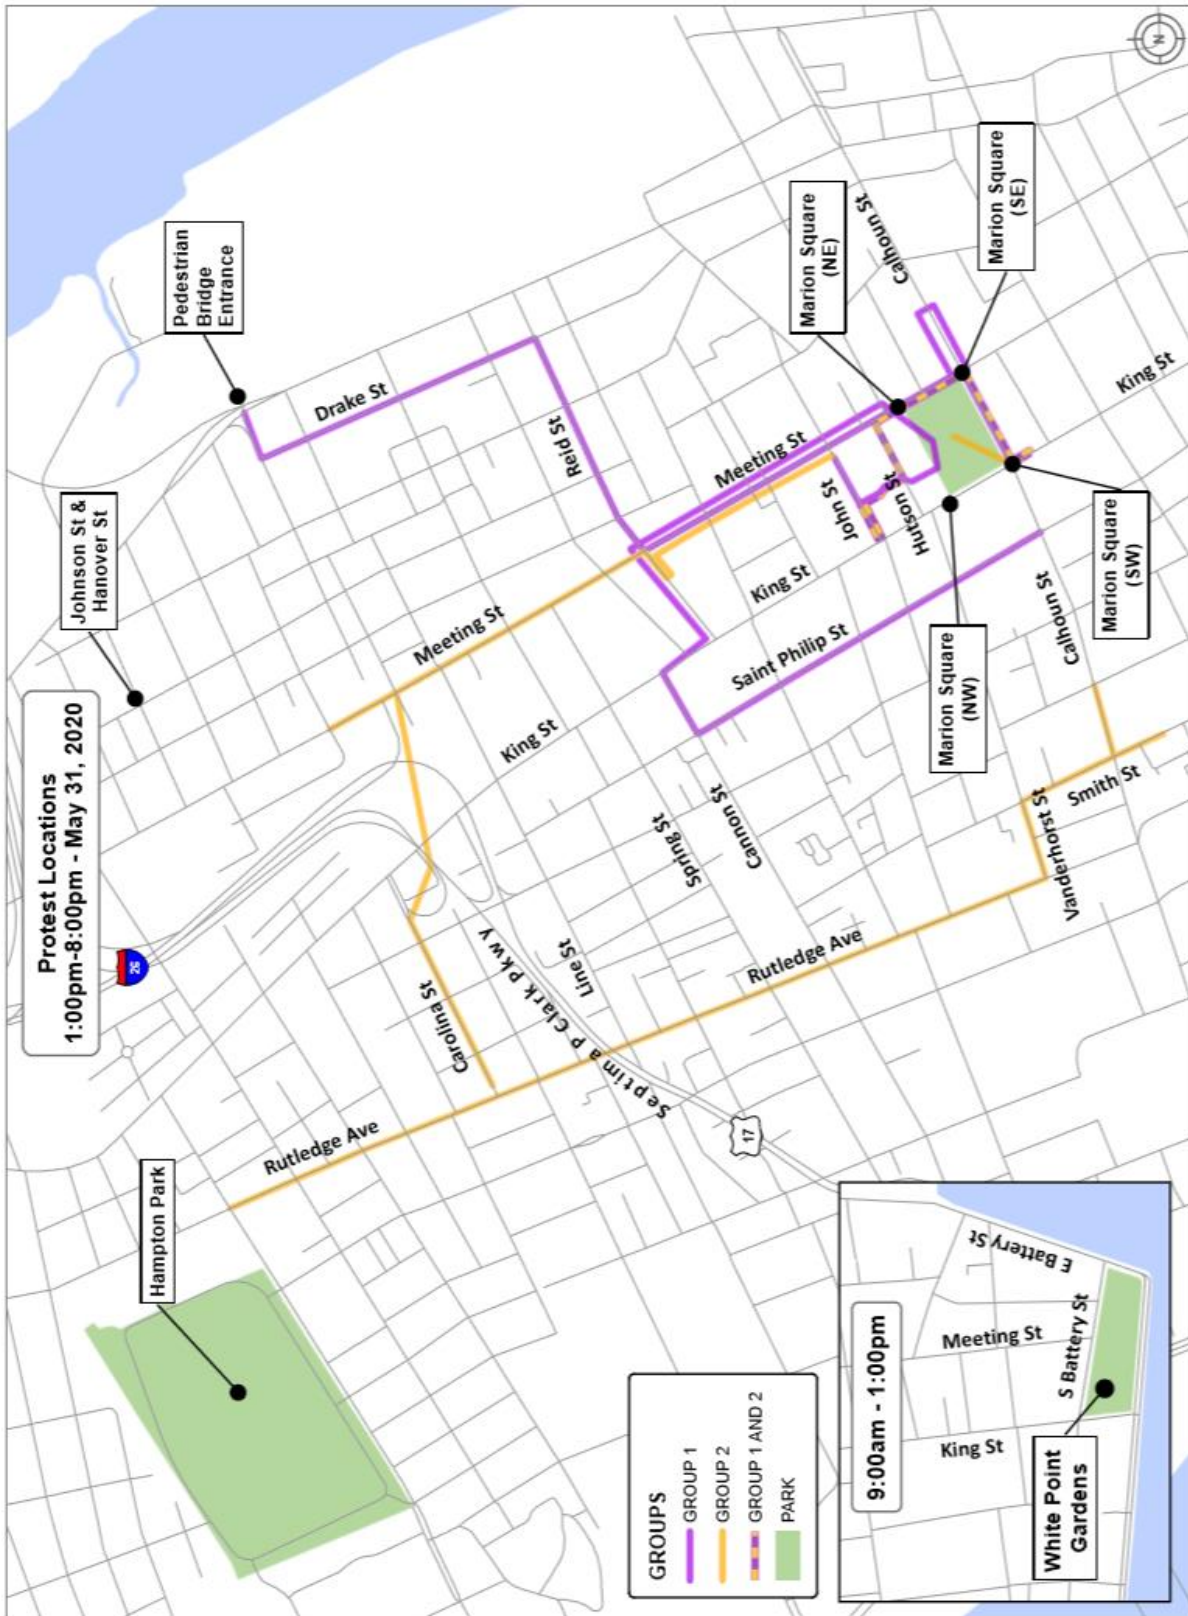 Protest Locations
1:00pm-8:00pm - May 31, 2020
26
N
Hampton Park
Johnson St &
Hanover St
Pedestrian
Bridge
Entrance
Drake St
Reid St
Meeting St
Meeting St
King St
King St
King St
Rutledge Ave
Rutledge Ave
Carolina St
Septima P Clark Pkwy
Line St
Spring St
Cannon St
Saint Philip St
John St
Hutson St
Calhoun St
Calhoun St
Vanderhorst St
Smith St
17
Marion Square
(NE)
Marion Square
(SE)
Marion Square
(NW)
Marion Square
(SW)
GROUPS
GROUP 1
GROUP 2
GROUP 1 AND 2
PARK
9:00am - 1:00pm
King St
Meeting St
E Battery St
S Battery St
White Point
Gardens